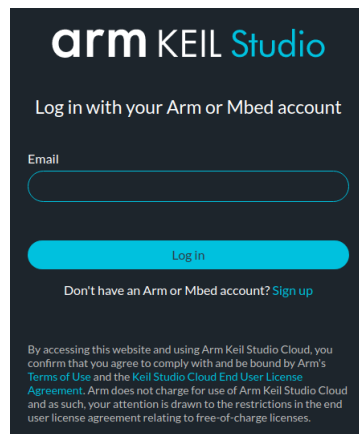 arm KEIL Studio
Log in with your Arm or Mbed account
Email
Log in
Don't have an Arm or Mbed account? Sign up
By accessing this website and using Arm Keil Studio Cloud, you
confirm that you agree to comply with and be bound by Arm's
Terms of Use and the Keil Studio Cloud End User License
Agreement. Arm does not charge for use of Arm Keil Studio Cloud
and as such, your attention is drawn to the restrictions in the end
user license agreement relating to free-of-charge licenses.